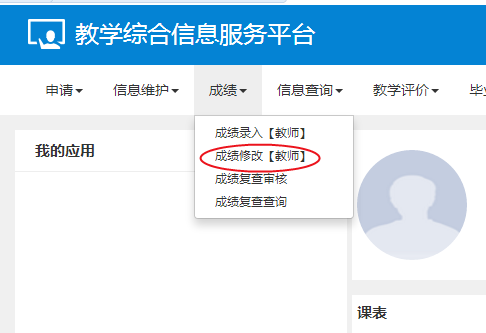 教学综合信息服务平台
申请 信息维护 成绩 信息查询 教学评价
成绩录入【教师】
成绩修改【教师】
成绩复查审核
成绩复查查询
我的应用
课表